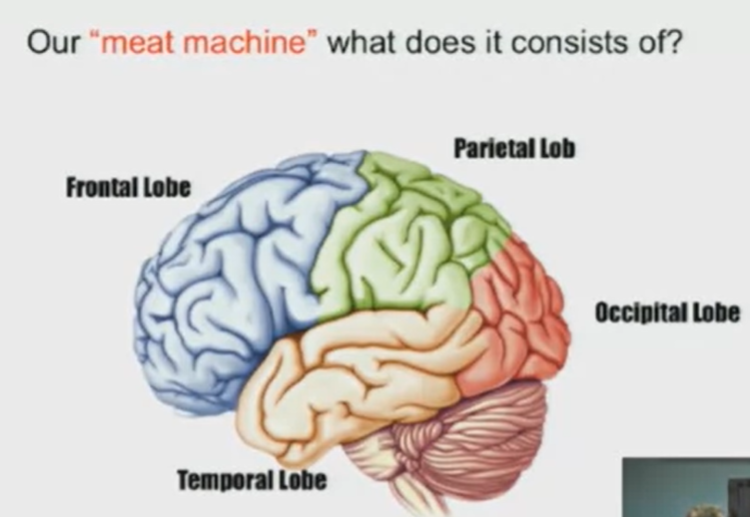 Our “meat machine” what does it consists of?
Parietal Lob
Frontal Lobe
Occipital Lobe
Temporal Lobe